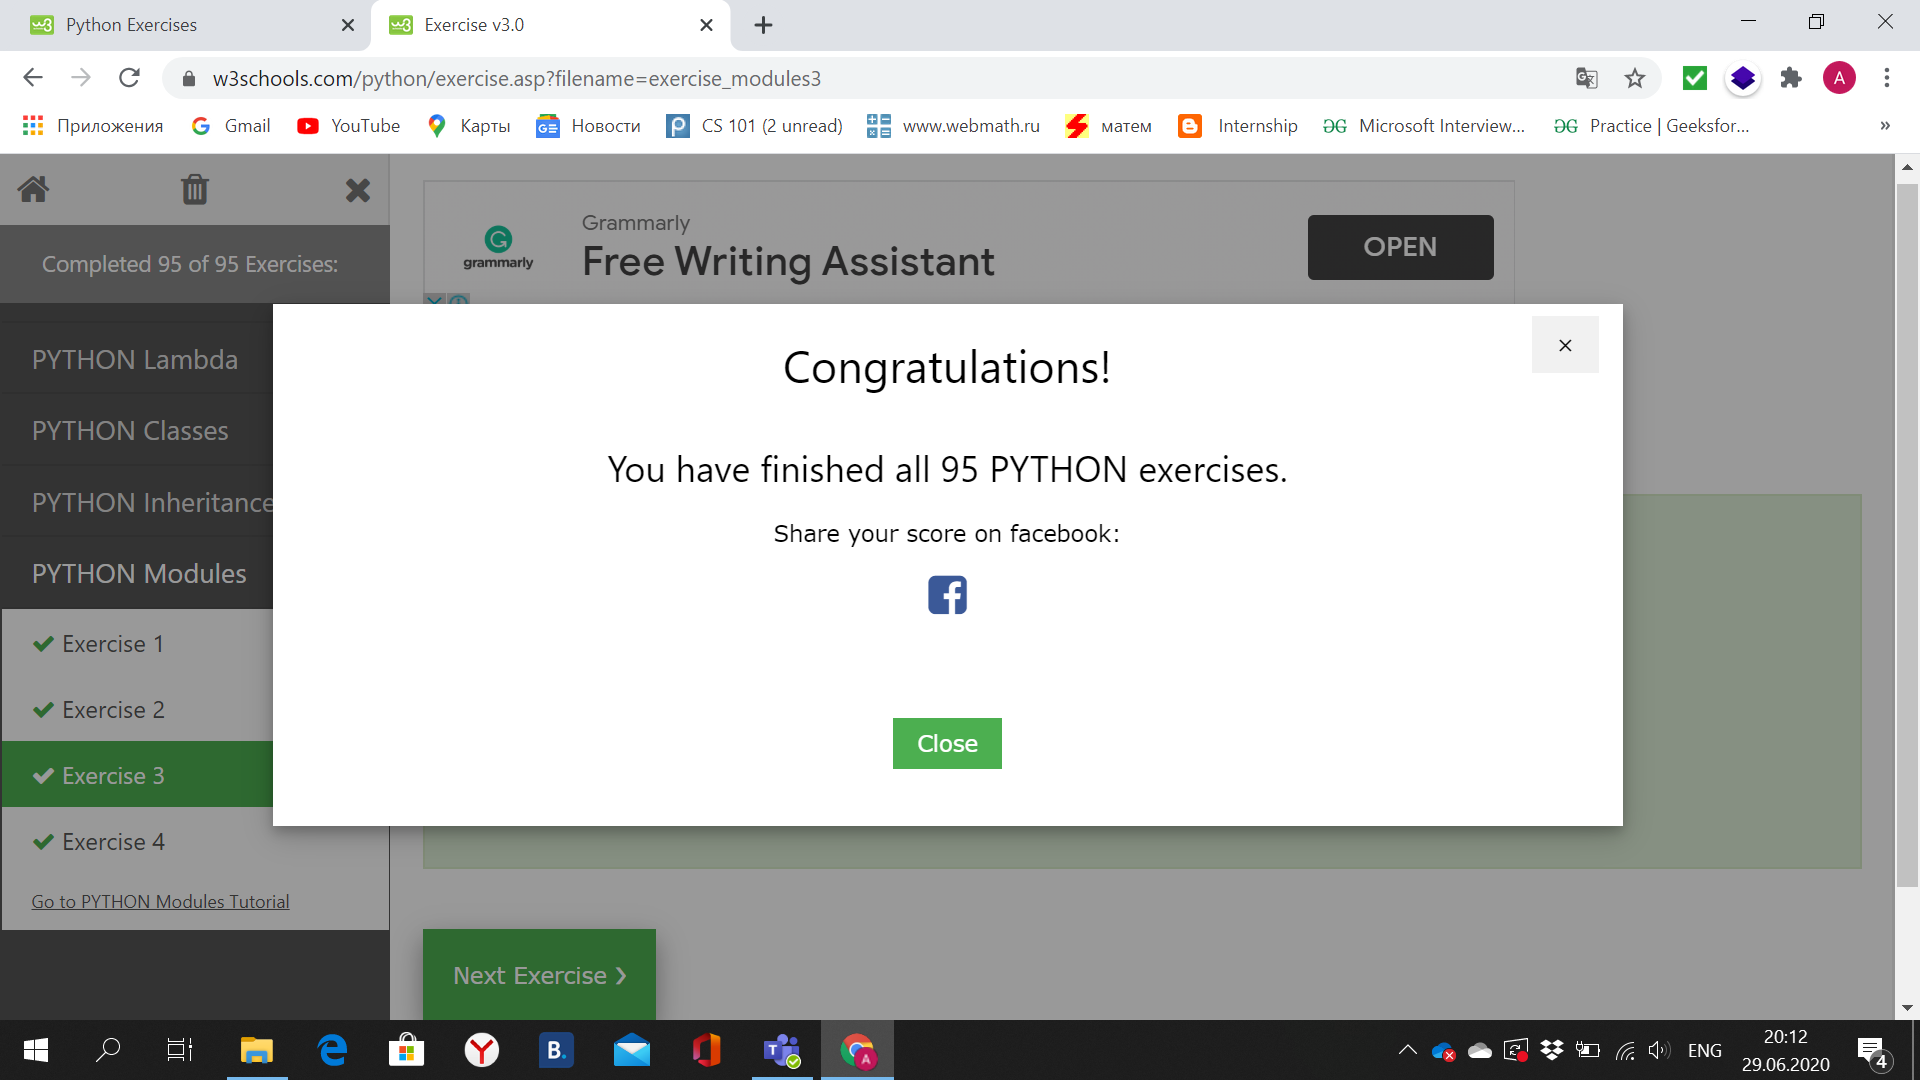 Python Exercises
Exercise v3.0
w3schools.com/python/exercise.asp?filename=exercise_modules3
A
Приложения
Gmail
YouTube
Карты
Новости
CS 101 (2 unread)
www.webmath.ru
матем
Internship
Microsoft Interview...
Practice | Geeksfor...
»
Completed 95 of 95 Exercises:
PYTHON Lambda
PYTHON Classes
PYTHON Inheritance
PYTHON Modules
Exercise 1
Exercise 2
Exercise 3
Exercise 4
Go to PYTHON Modules Tutorial
grammarly
Grammarly
Free Writing Assistant
OPEN
×
Congratulations!
You have finished all 95 PYTHON exercises.
Share your score on facebook:
Close
Next Exercise ❯
B.
A
ENG
20:12
29.06.2020
4